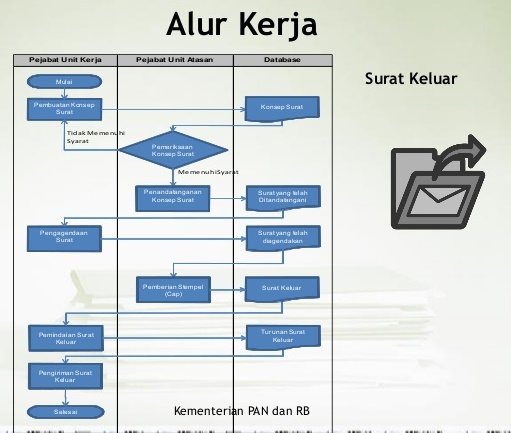 Alur Kerja
Pejabat Unit Kerja
Pejabat Unit Atasan
Database
Surat Keluar
Mulai
Pembuatan Konsep
Surat
Konsep Surat
Tidak Memenuhi
Syarat
Pemeriksaan
Konsep Surat
Memenuhi Syarat
Penandatanganan
Konsep Surat
Surat yang telah
Ditandatangani
Pengagendaan
Surat
Surat yang telah
diagendakan
Pemberian Stempel
(Cap)
Surat Keluar
Pemindaian Surat
Keluar
Turunan Surat
Keluar
Pengiriman Surat
Keluar
Selesai
Kementerian PAN dan RB